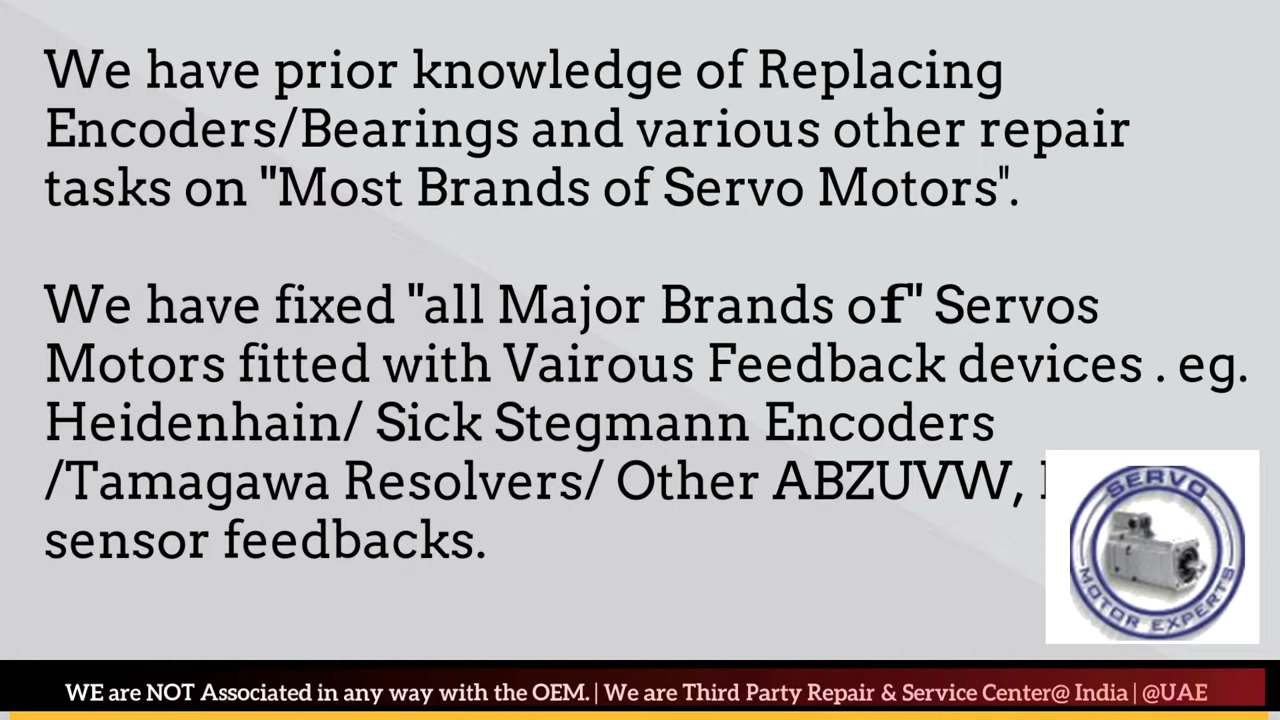 We have prior knowledge of Replacing
Encoders/Bearings and various other repair
tasks on "Most Brands of Servo Motors".
We have fixed "all Major Brands of" Servos
Motors fitted with Vairous Feedback devices . eg.
Heidenhain/ Sick Stegmann Encoders
/Tamagawa Resolvers/ Other ABZUVW,
sensor feedbacks.
SERVO
MOTOR EXPERTS
WE are NOT Associated in any way with the OEM. | We are Third Party Repair & Service Center@ India | @UAE